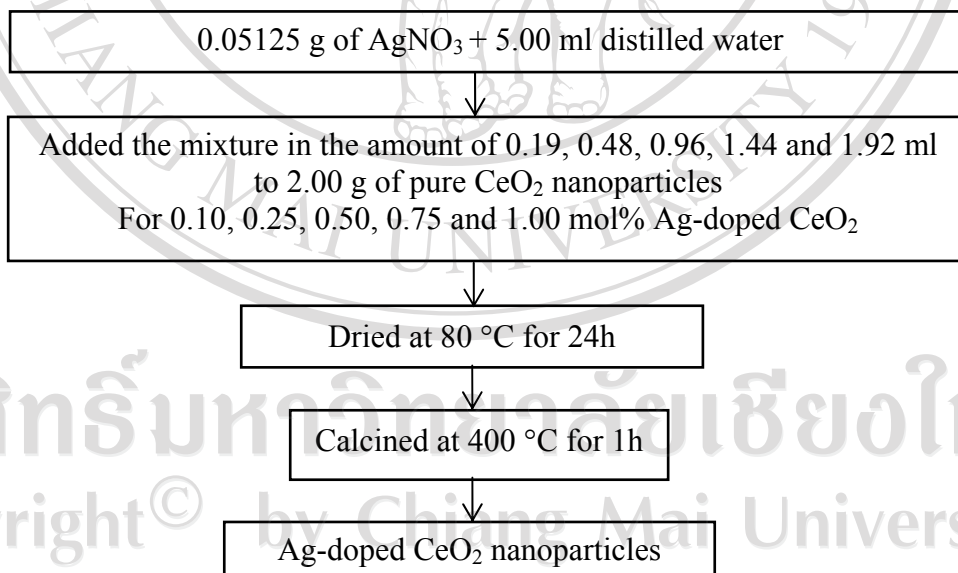 0.05125 g of AgNO₃ + 5.00 ml distilled water
Added the mixture in the amount of 0.19, 0.48, 0.96, 1.44 and 1.92 ml
to 2.00 g of pure CeO₂ nanoparticles
For 0.10, 0.25, 0.50, 0.75 and 1.00 mol% Ag-doped CeO₂
MAI UNIVERSITY 19
Dried at 80 °C for 24h
Calcined at 400 °C for 1h
right© by Chiang Mai Univers
Ag-doped CeO₂ nanoparticles